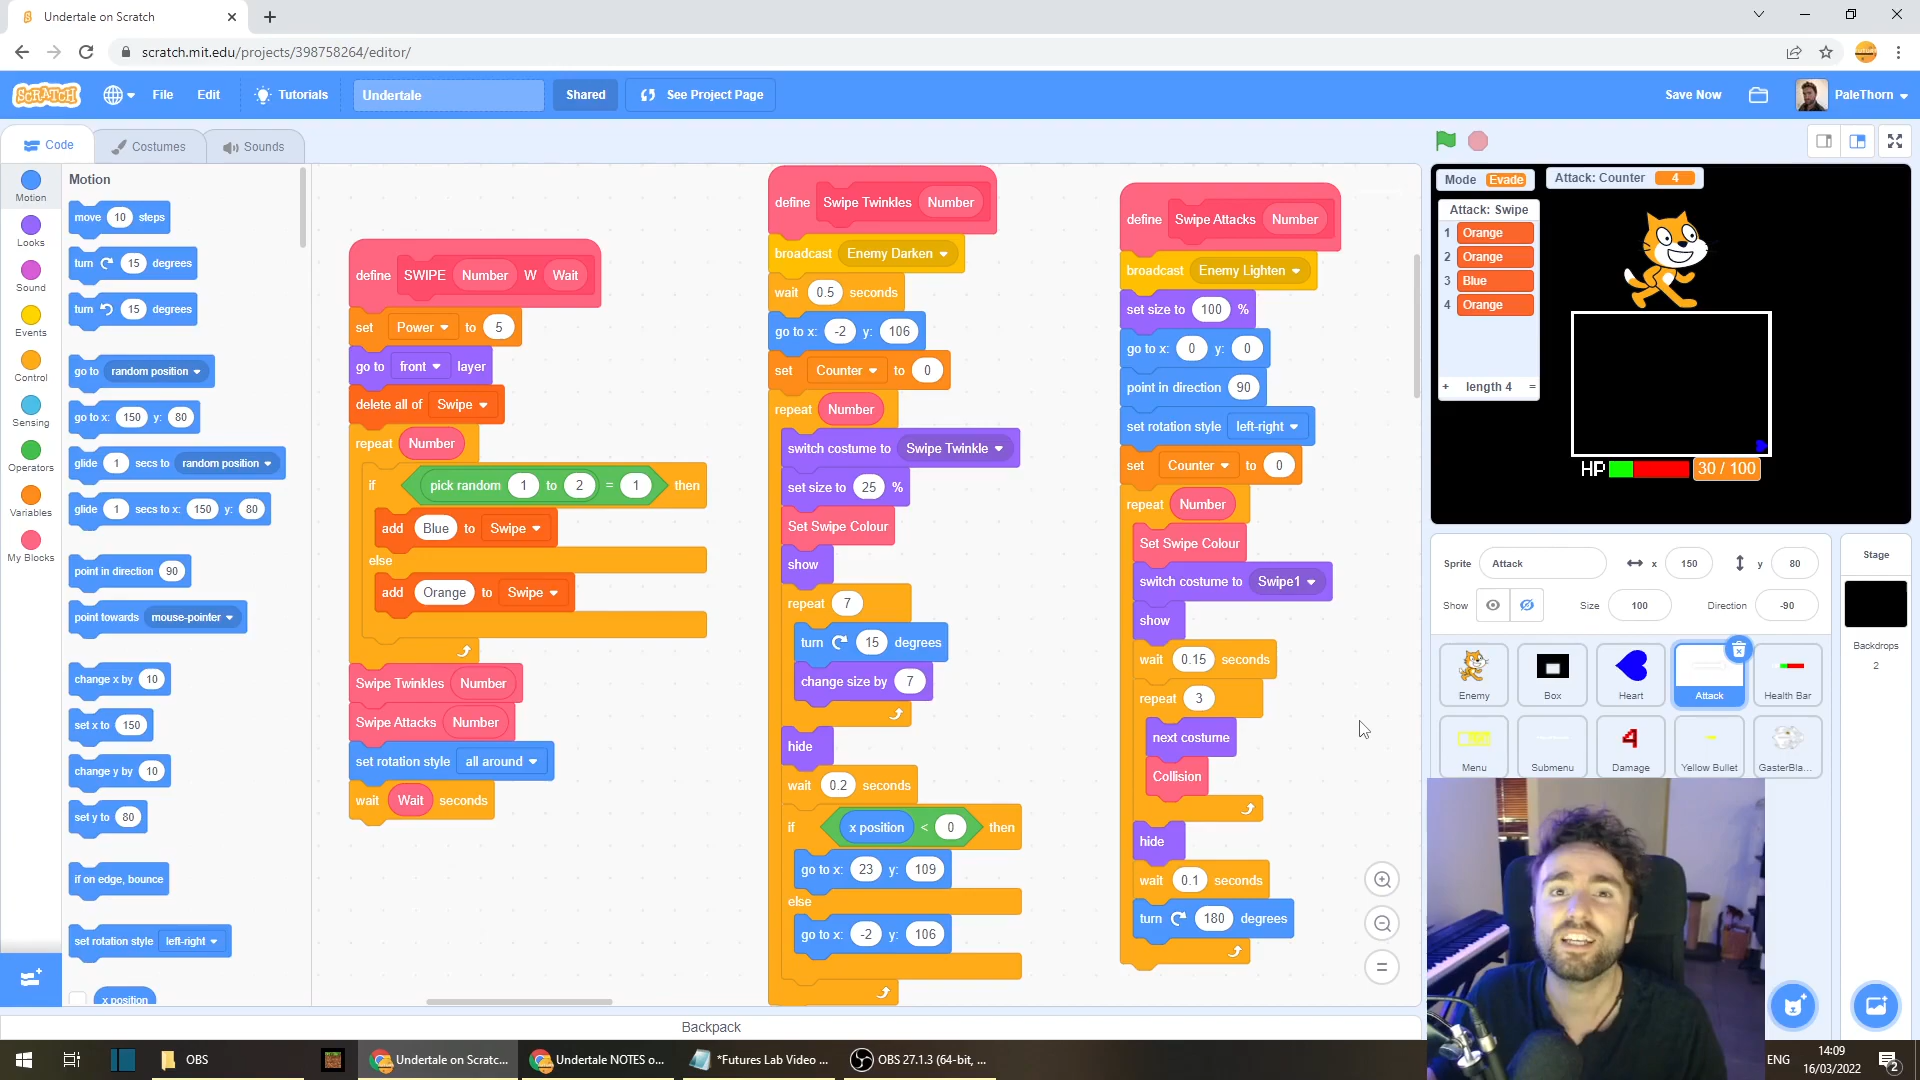 Undertale on Scratch
scratch.mit.edu/projects/398758264/editor/
SCRATCH
File
Edit
Tutorials
Undertale
Shared
See Project Page
Save Now
PaleThorn
Code
Costumes
Sounds
Motion
Looks
Sound
Events
Control
Sensing
Operators
Variables
My Blocks
Motion
move 10 steps
turn 15 degrees
turn 15 degrees
go to random position
go to x: 150 y: 80
glide 1 secs to random position
glide 1 secs to x: 150 y: 80
point in direction 90
point towards mouse-pointer
change x by 10
set x to 150
change y by 10
set y to 80
if on edge, bounce
set rotation style left-right
x position
define SWIPE Number W Wait
set Power to 5
go to front layer
delete all of Swipe
repeat Number
if pick random 1 to 2 = 1 then
add Blue to Swipe
else
add Orange to Swipe
Swipe Twinkles Number
Swipe Attacks Number
set rotation style all around
wait Wait seconds
define Swipe Twinkles Number
broadcast Enemy Darken
wait 0.5 seconds
go to x: -2 y: 106
set Counter to 0
repeat Number
switch costume to Swipe Twinkle
set size to 25 %
Set Swipe Colour
show
repeat 7
turn 15 degrees
change size by 7
hide
wait 0.2 seconds
if x position < 0 then
go to x: 23 y: 109
else
go to x: -2 y: 106
define Swipe Attacks Number
broadcast Enemy Lighten
set size to 100 %
go to x: 0 y: 0
point in direction 90
set rotation style left-right
set Counter to 0
repeat Number
Set Swipe Colour
switch costume to Swipe1
show
wait 0.15 seconds
repeat 3
next costume
Collision
hide
wait 0.1 seconds
turn 180 degrees
Mode Evade
Attack: Counter 4
Attack: Swipe
1 Orange
2 Orange
3 Blue
4 Orange
+ length 4 =
HP 30 / 100
Sprite Attack x 150 y 80
Show Size 100 Direction -90
Stage
Backdrops
2
Enemy
Box
Heart
Attack
Health Bar
Menu
Submenu
4
Damage
Yellow Bullet
GasterBla...
Backpack
OBS
Undertale on Scratc...
Undertale NOTES o...
*Futures Lab Video ...
OBS 27.1.3 (64-bit, ...
ENG
14:09
16/03/2022
2